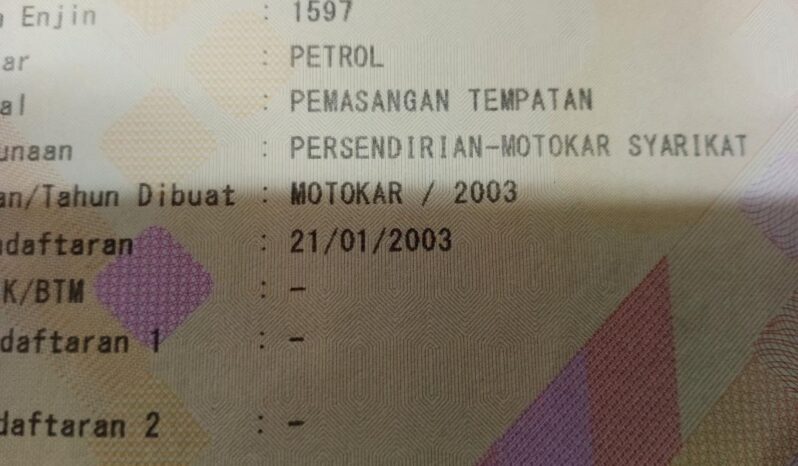 Enjin : 1597
ar : PETROL
al : PEMASANGAN TEMPATAN
unaan : PERSENDIRIAN-MOTOKAR SYARIKAT
an/Tahun Dibuat : MOTOKAR / 2003
daftaran : 21/01/2003
K/BTM : -
daftaran 1 : -
daftaran 2 : -